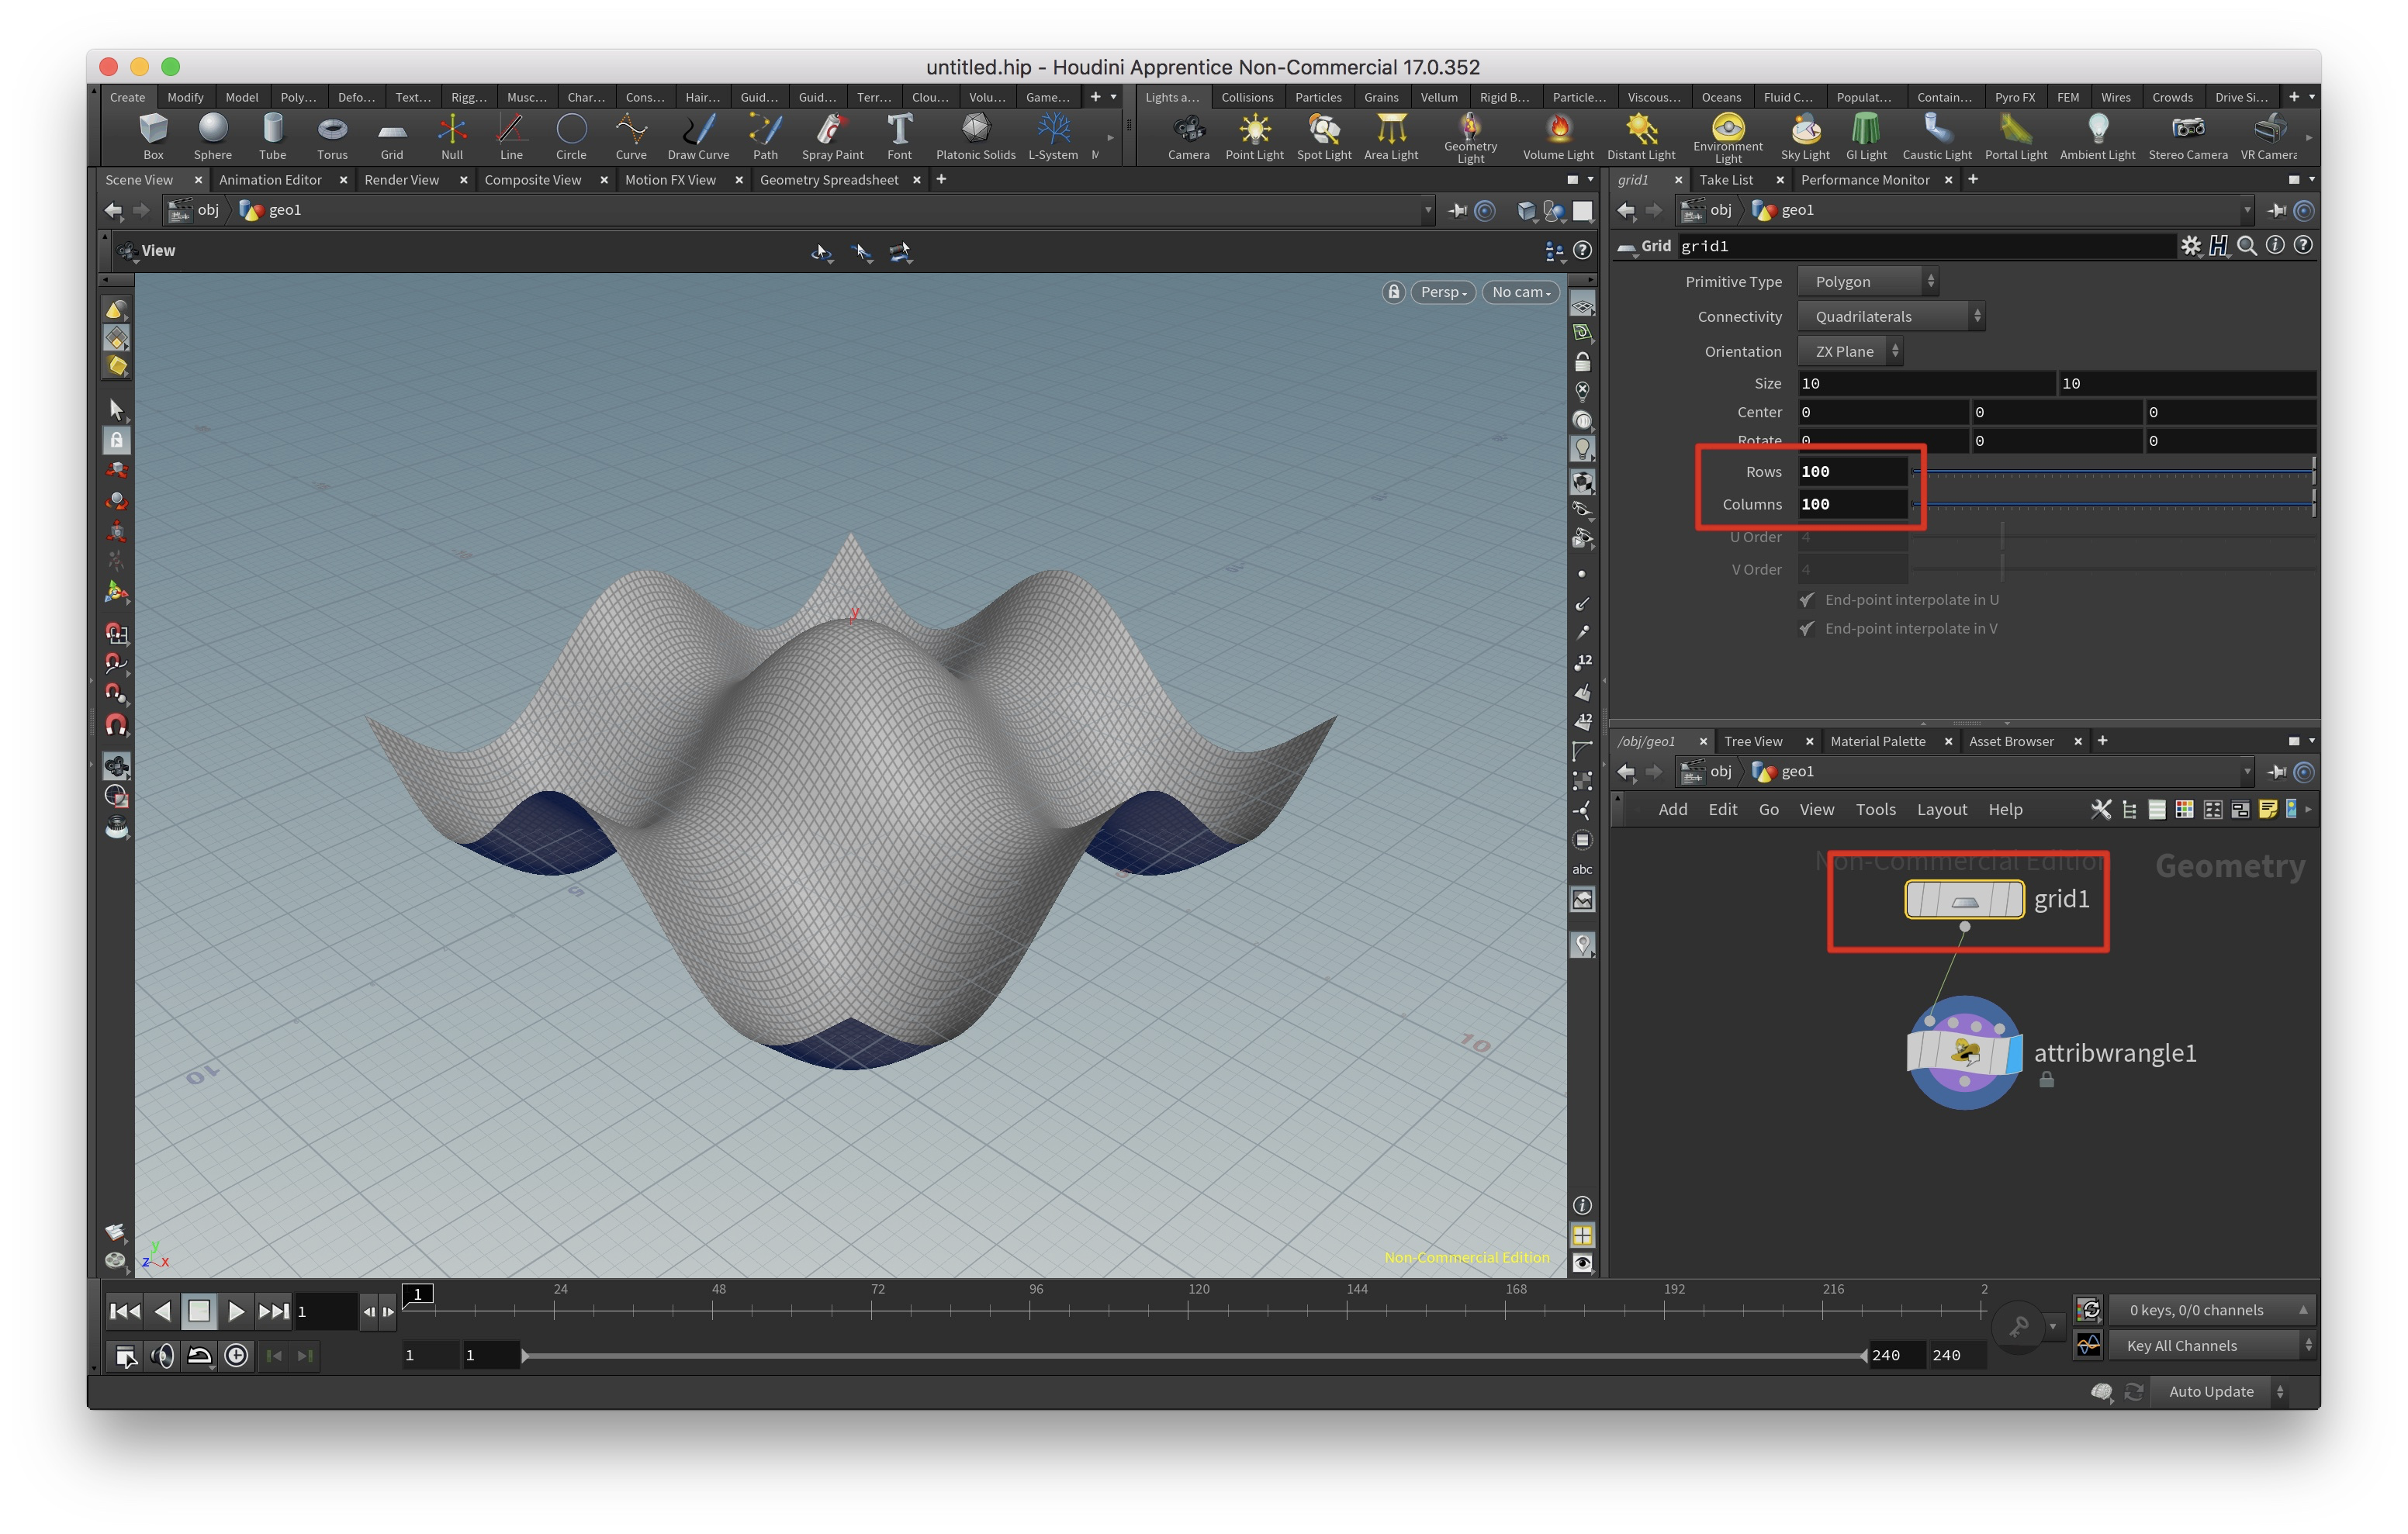 untitled.hip - Houdini Apprentice Non-Commercial 17.0.352
Create Modify Model Poly... Defo... Text... Rigg... Musc... Char... Cons... Hair... Guid... Guid... Terr... Clou... Volu... Game...
Lights a... Collisions Particles Grains Vellum Rigid B... Particle... Viscous... Oceans Fluid C... Populat... Contain... Pyro FX FEM Wires Crowds Drive Si...
Box Sphere Tube Torus Grid Null Line Circle Curve Draw Curve Path Spray Paint Font Platonic Solids L-System M
Camera Point Light Spot Light Area Light Geometry Light Volume Light Distant Light Environment Light Sky Light GI Light Caustic Light Portal Light Ambient Light Stereo Camera VR Camera
Scene View Animation Editor Render View Composite View Motion FX View Geometry Spreadsheet
obj geo1
View
Persp No cam
y
5
10
10
y
z x
Non-Commercial Edition
12
12
abc
grid1 Take List Performance Monitor
obj geo1
Grid grid1
Primitive Type Polygon
Connectivity Quadrilaterals
Orientation ZX Plane
Size 10 10
Center 0 0 0
Rotate 0 0 0
Rows 100
Columns 100
U Order 4
V Order 4
End-point interpolate in U
End-point interpolate in V
/obj/geo1 Tree View Material Palette Asset Browser
obj geo1
Add Edit Go View Tools Layout Help
Non-Commercial Edition
Geometry
grid1
attribwrangle1
1 1 24 48 72 96 120 144 168 192 216 2
0 keys, 0/0 channels
1 1 240 240
Key All Channels
Auto Update